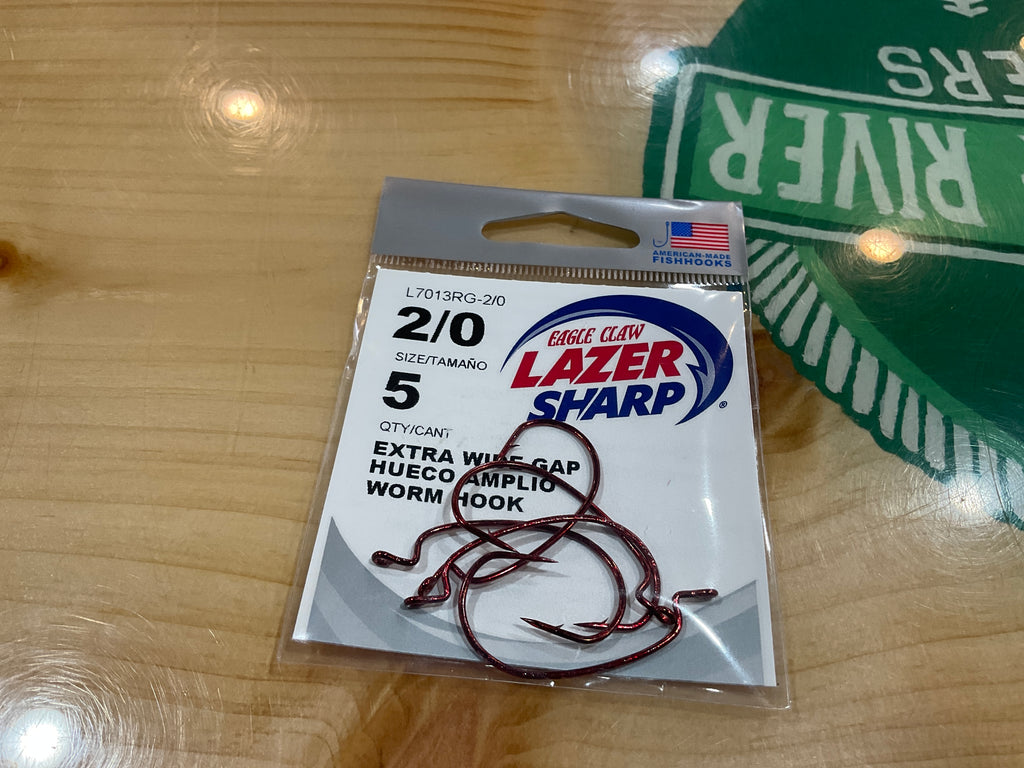 ERS
RIVER
AMERICAN-MADE
FISHHOOKS
L7013RG-2/0
2/0
SIZE/TAMAÑO
5
QTY/CANT
EXTRA WIDE GAP
HUECO AMPLIO
WORM HOOK
EAGLE CLAW
LAZER
SHARP®